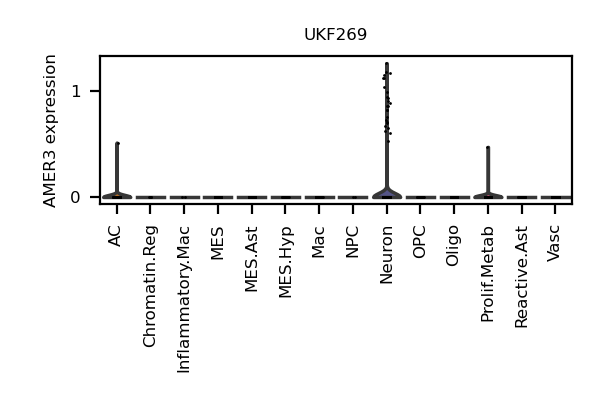 UKF269
AMER3 expression
1
0
AC
Chromatin.Reg
Inflammatory.Mac
MES
MES.Ast
MES.Hyp
Mac
NPC
Neuron
OPC
Oligo
Prolif.Metab
Reactive.Ast
Vasc